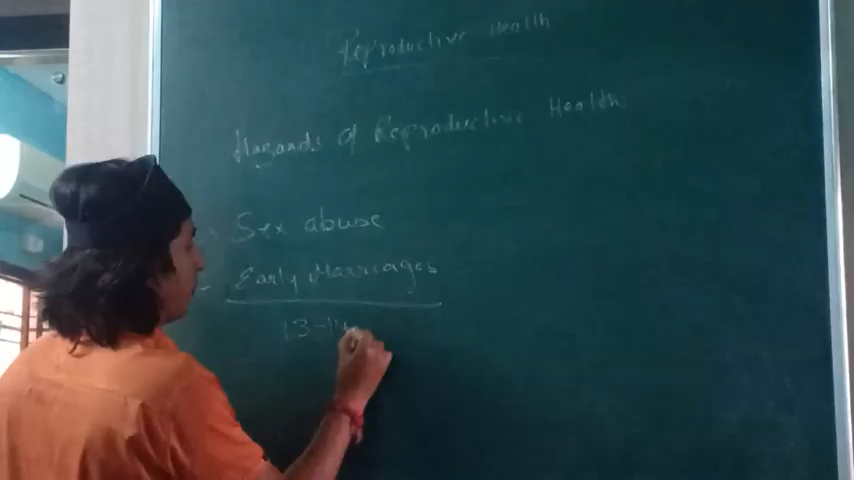 Reproductive Health
Hazards of Reproductive Health
Sex abuse
Early Marriages
13-14